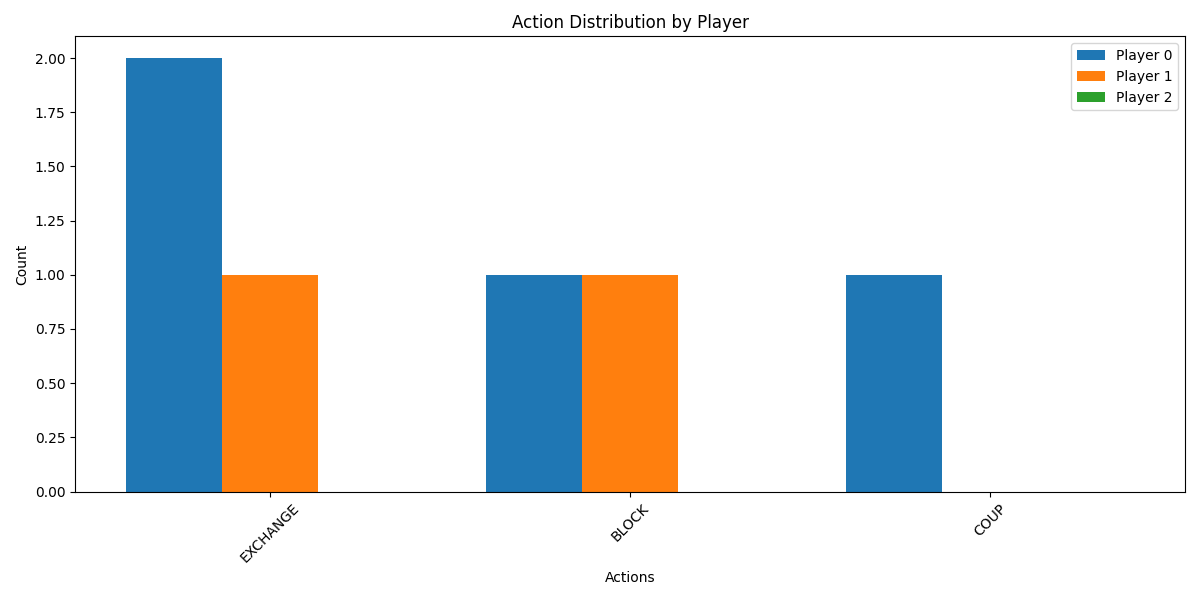 Action Distribution by Player
Player 0
Player 1
Player 2
Count
2.00
1.75
1.50
1.25
1.00
0.75
0.50
0.25
0.00
EXCHANGE
BLOCK
COUP
Actions